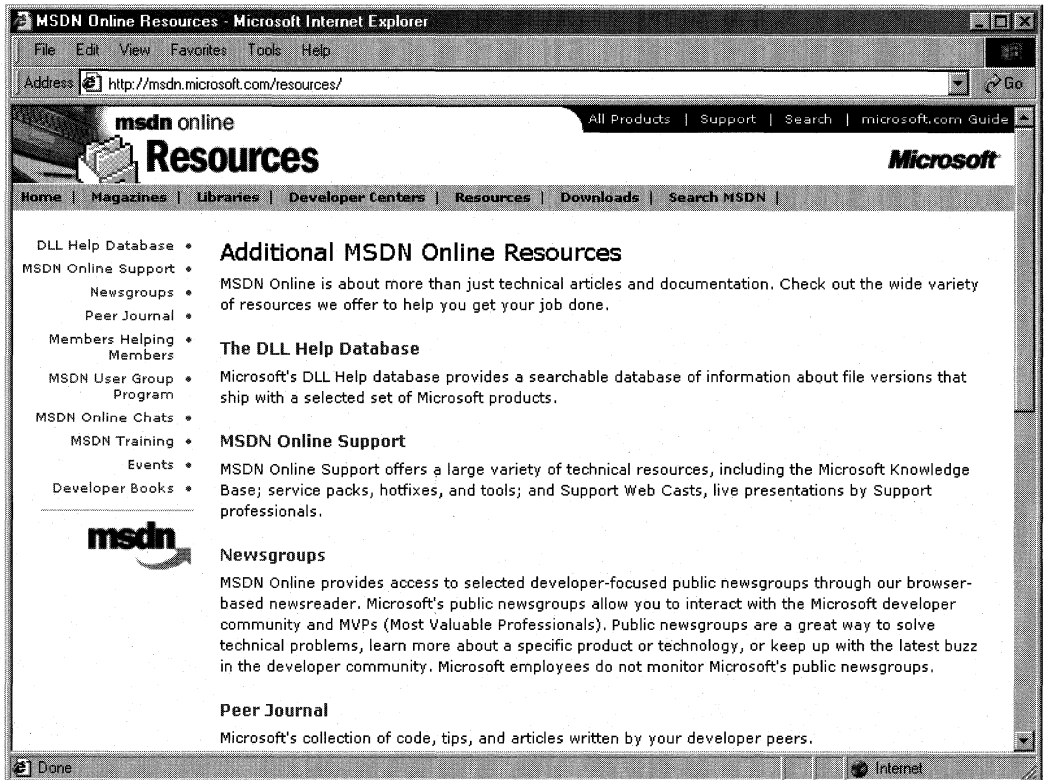 MSDN Online Resources - Microsoft Internet Explorer
File Edit View Favorites Tools Help
Address http://msdn.microsoft.com/resources/ Go
msdn online
Resources
All Products | Support | Search | microsoft.com Guide
Microsoft
Home | Magazines | Libraries | Developer Centers | Resources | Downloads | Search MSDN |
DLL Help Database •
MSDN Online Support •
Newsgroups •
Peer Journal •
Members Helping •
Members
MSDN User Group •
Program
MSDN Online Chats •
MSDN Training •
Events •
Developer Books •
msdn
Additional MSDN Online Resources
MSDN Online is about more than just technical articles and documentation. Check out the wide variety
of resources we offer to help you get your job done.
The DLL Help Database
Microsoft's DLL Help database provides a searchable database of information about file versions that
ship with a selected set of Microsoft products.
MSDN Online Support
MSDN Online Support offers a large variety of technical resources, including the Microsoft Knowledge
Base; service packs, hotfixes, and tools; and Support Web Casts, live presentations by Support
professionals.
Newsgroups
MSDN Online provides access to selected developer-focused public newsgroups through our browser-
based newsreader. Microsoft's public newsgroups allow you to interact with the Microsoft developer
community and MVPs (Most Valuable Professionals). Public newsgroups are a great way to solve
technical problems, learn more about a specific product or technology, or keep up with the latest buzz
in the developer community. Microsoft employees do not monitor Microsoft's public newsgroups.
Peer Journal
Microsoft's collection of code, tips, and articles written by your developer peers.
Done Internet